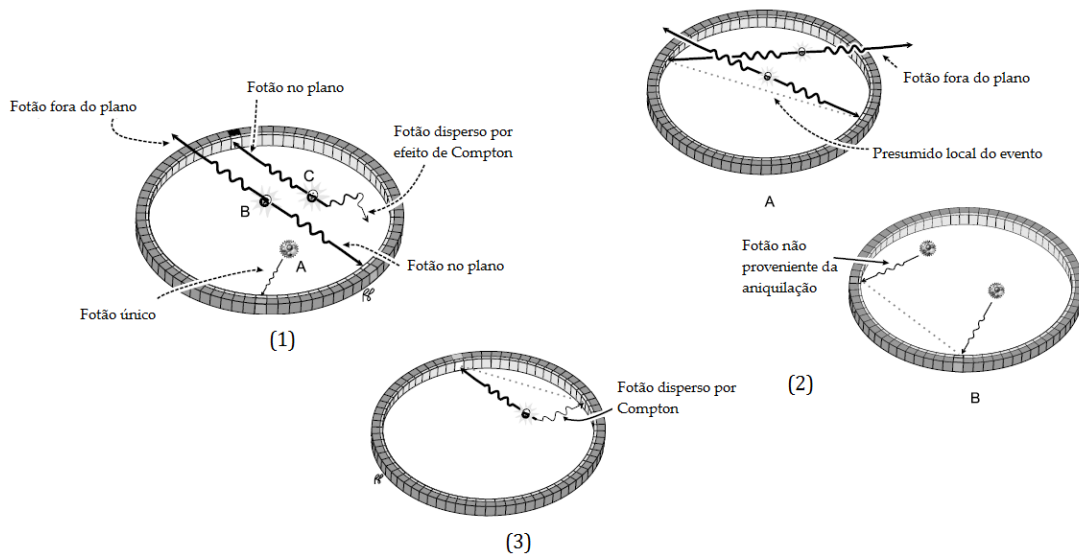 Fotão fora do plano
Fotão no plano
Fotão disperso por
efeito de Compton
C
B
A
Fotão no plano
Fotão único
(1)
Fotão fora do plano
Presumido local do evento
A
Fotão não
proveniente da
aniquilação
(2)
B
Fotão disperso por
Compton
(3)